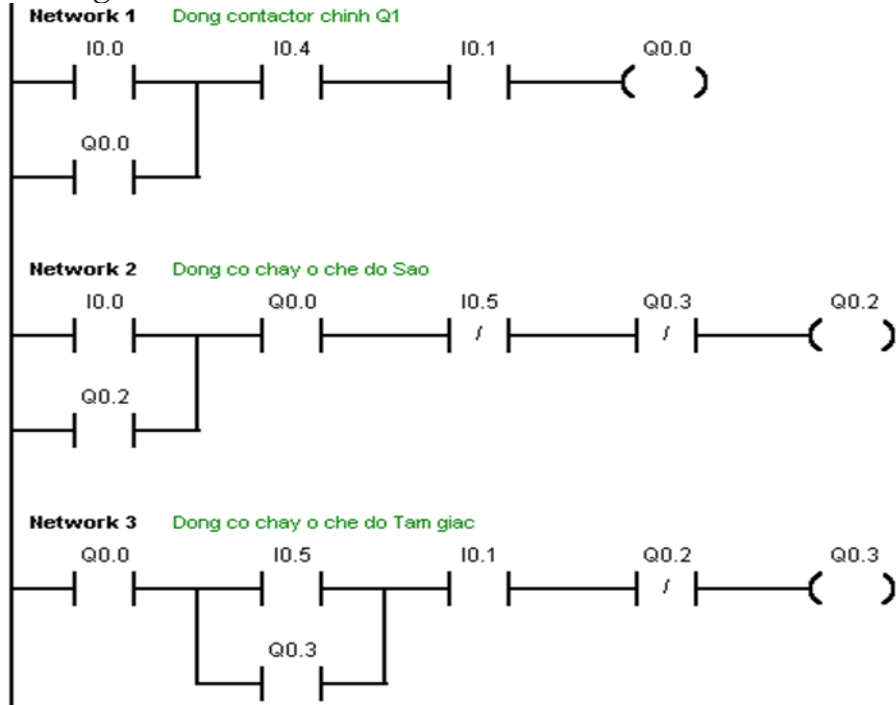 Network 1 Dong contactor chinh Q1
I0.0 I0.4 I0.1 Q0.0
Q0.0
Network 2 Dong co chay o che do Sao
I0.0 Q0.0 I0.5 Q0.3 Q0.2
/ /
Q0.2
Network 3 Dong co chay o che do Tam giac
Q0.0 I0.5 I0.1 Q0.2 Q0.3
/
Q0.3